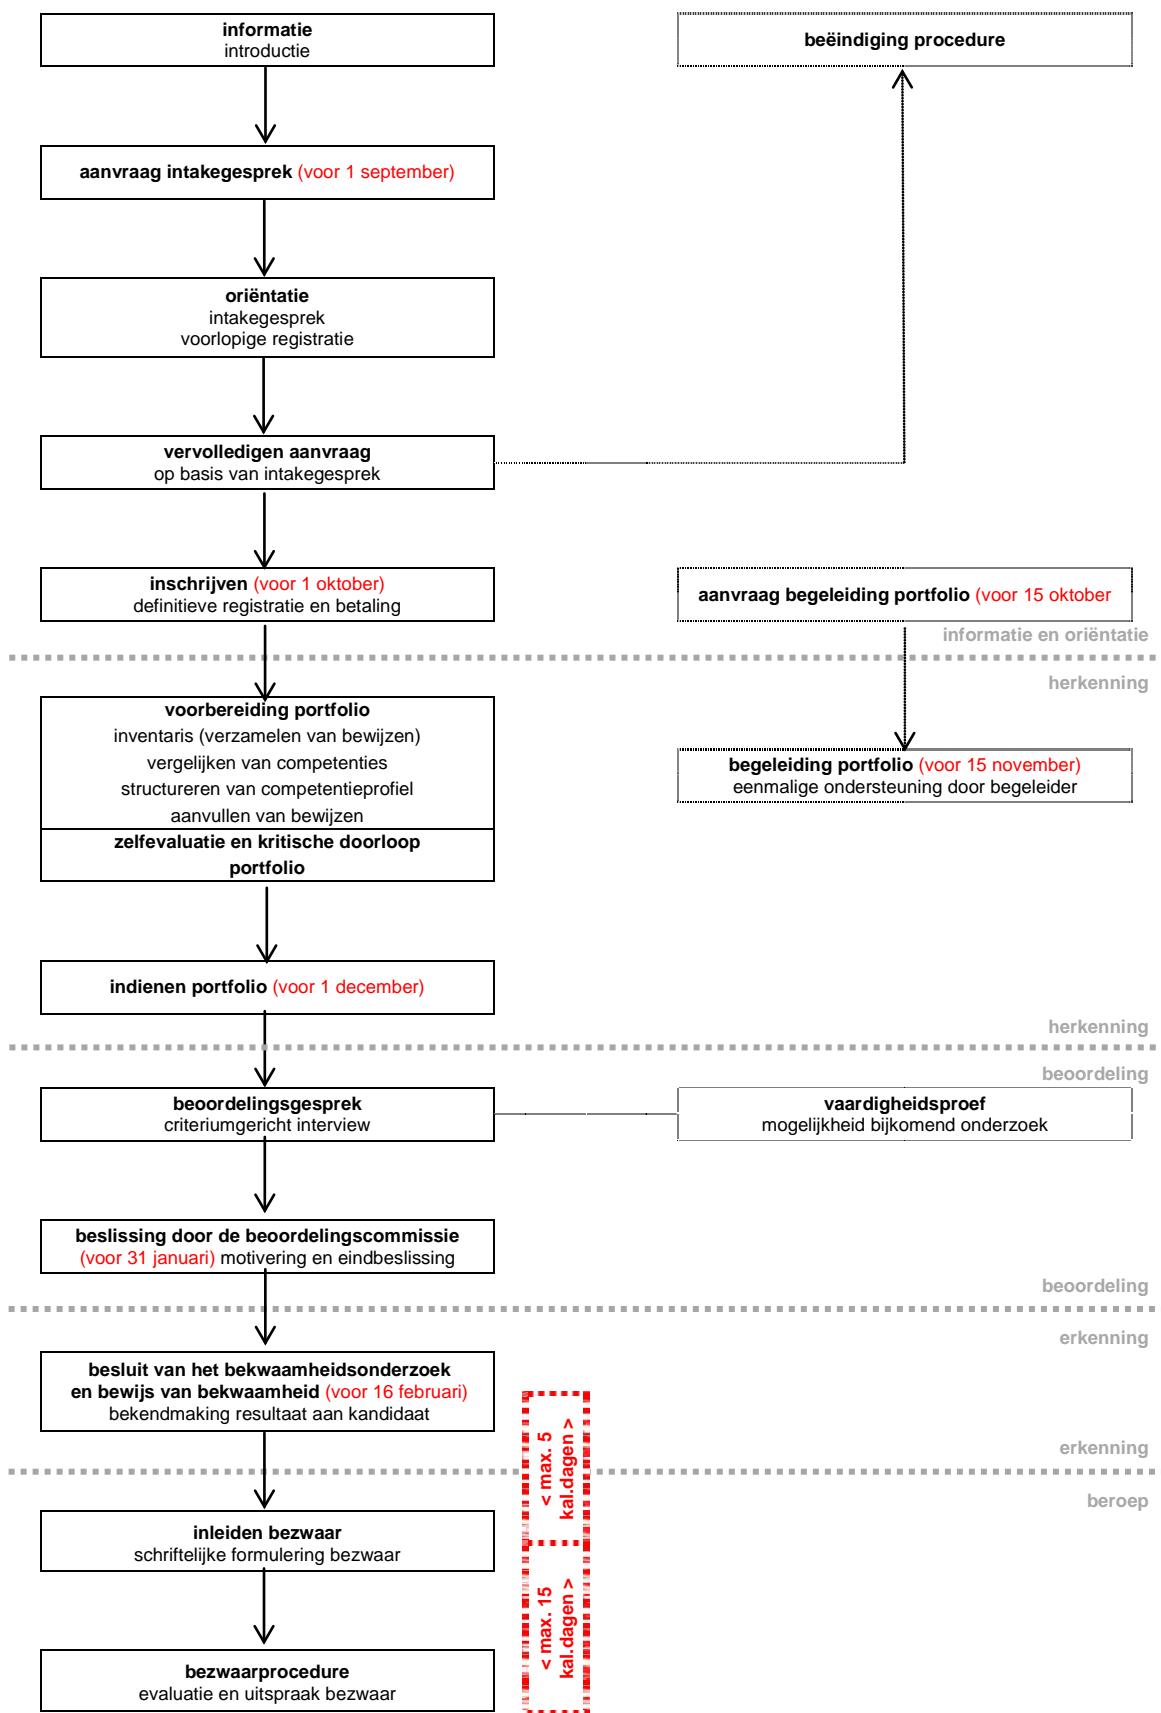 informatie
introductie
beëindiging procedure
aanvraag intakegesprek (voor 1 september)
oriëntatie
intakegesprek
voorlopige registratie
vervolledigen aanvraag
op basis van intakegesprek
inschrijven (voor 1 oktober)
definitieve registratie en betaling
aanvraag begeleiding portfolio (voor 15 oktober
informatie en oriëntatie
herkenning
voorbereiding portfolio
inventaris (verzamelen van bewijzen)
vergelijken van competenties
structureren van competentieprofiel
aanvullen van bewijzen
zelfevaluatie en kritische doorloop
portfolio
begeleiding portfolio (voor 15 november)
eenmalige ondersteuning door begeleider
indienen portfolio (voor 1 december)
herkenning
beoordeling
beoordelingsgesprek
criteriumgericht interview
vaardigheidsproef
mogelijkheid bijkomend onderzoek
beslissing door de beoordelingscommissie
(voor 31 januari) motivering en eindbeslissing
beoordeling
erkenning
besluit van het bekwaamheidsonderzoek
en bewijs van bekwaamheid (voor 16 februari)
bekendmaking resultaat aan kandidaat
< max. 5
kal.dagen >
erkenning
beroep
inleiden bezwaar
schriftelijke formulering bezwaar
< max. 15
kal.dagen >
bezwaarprocedure
evaluatie en uitspraak bezwaar